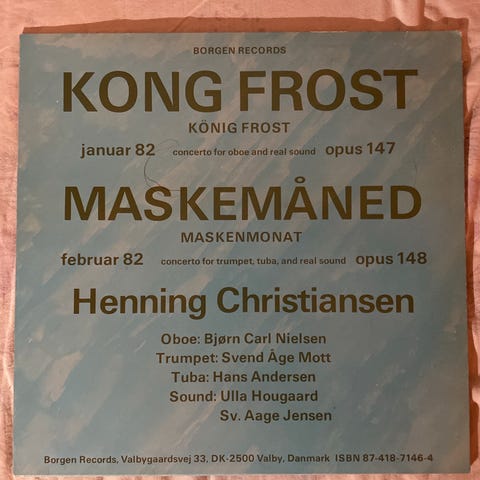 BORGEN RECORDS
KONG FROST
KÖNIG FROST
januar 82 concerto for oboe and real sound opus 147
MASKEMÅNED
MASKENMONAT
februar 82 concerto for trumpet, tuba, and real sound opus 148
Henning Christiansen
Oboe: Bjørn Carl Nielsen
Trumpet: Svend Åge Mott
Tuba: Hans Andersen
Sound: Ulla Hougaard
Sv. Aage Jensen
Borgen Records, Valbygaardsvej 33, DK-2500 Valby, Danmark ISBN 87-418-7146-4